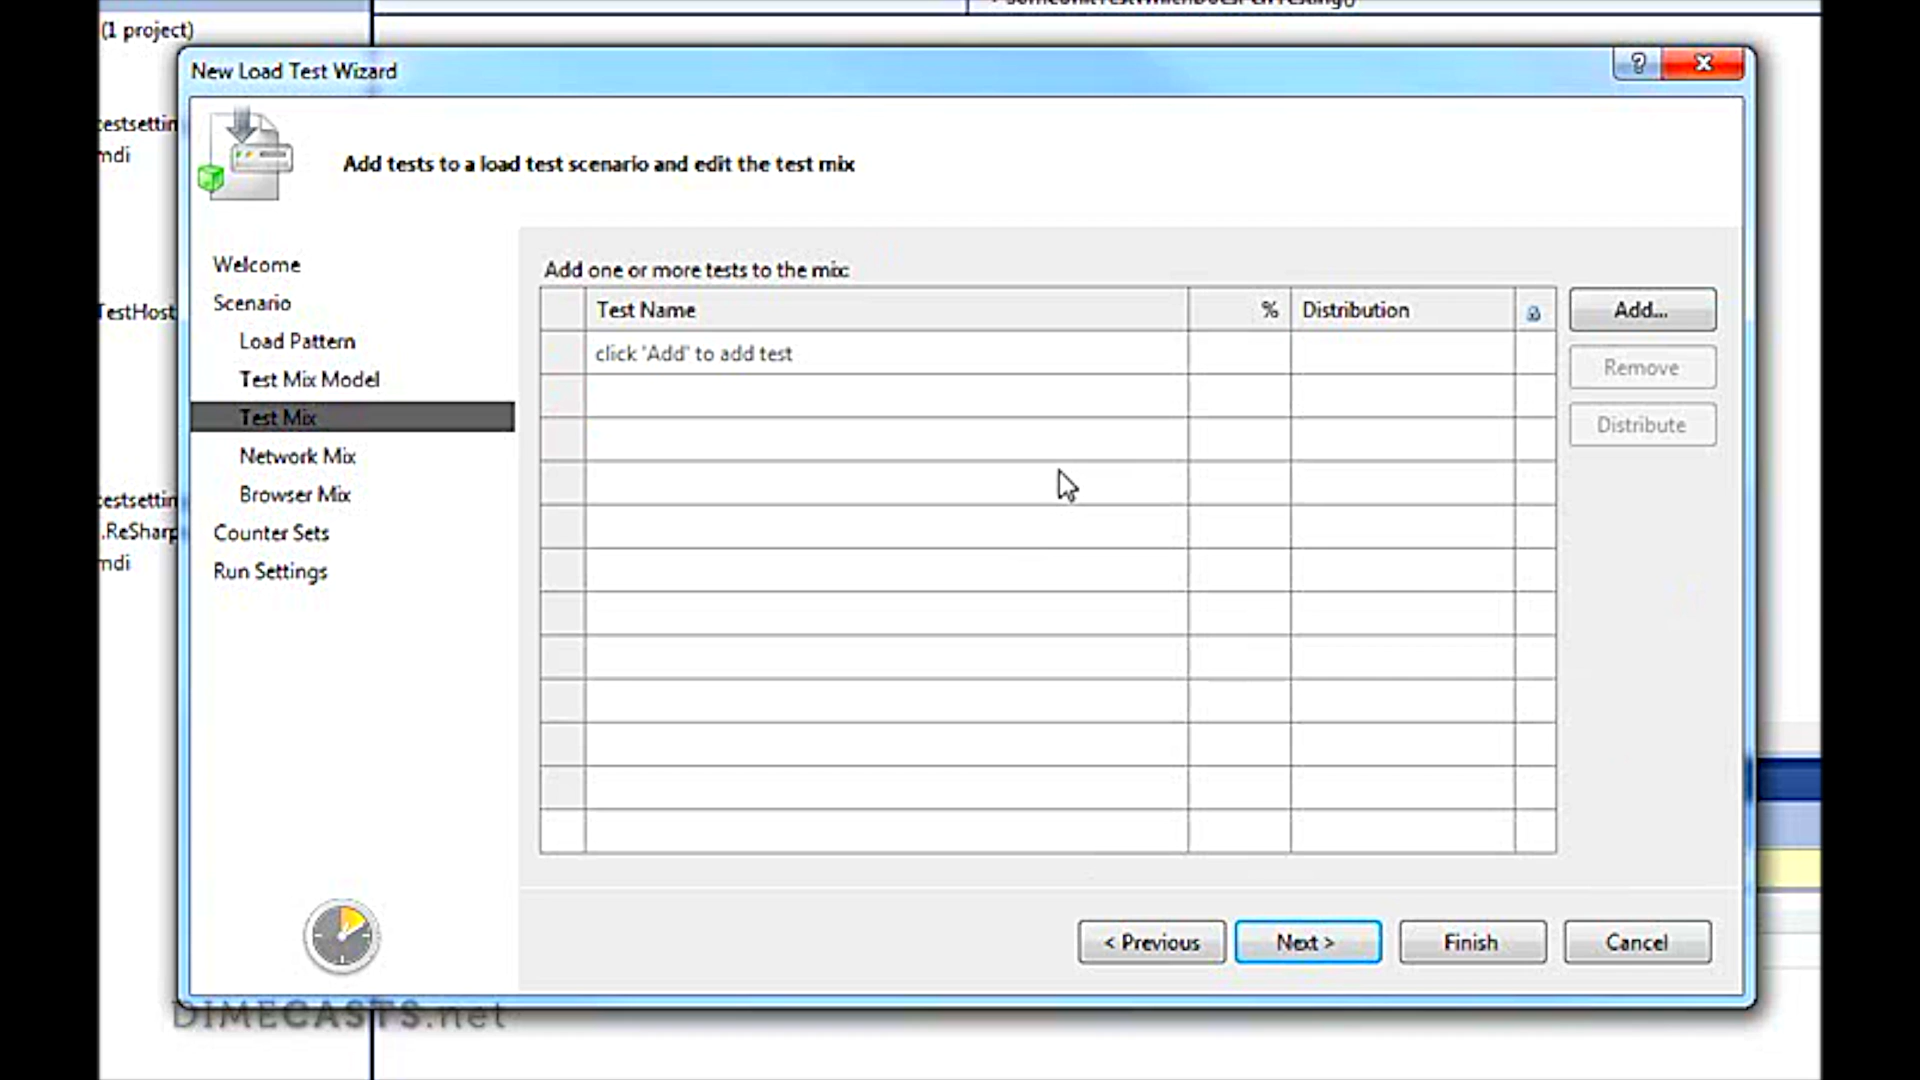 (1 project)
New Load Test Wizard
?
testsettin
mdi
Add tests to a load test scenario and edit the test mix
Welcome
Scenario
Load Pattern
Test Mix Model
Test Mix
Network Mix
Browser Mix
Counter Sets
Run Settings
TestHost
testsettin
.ReSharp
mdi
Add one or more tests to the mix:
Test Name % Distribution
click 'Add' to add test
Add...
Remove
Distribute
< Previous Next > Finish Cancel
DIMECASTS.net